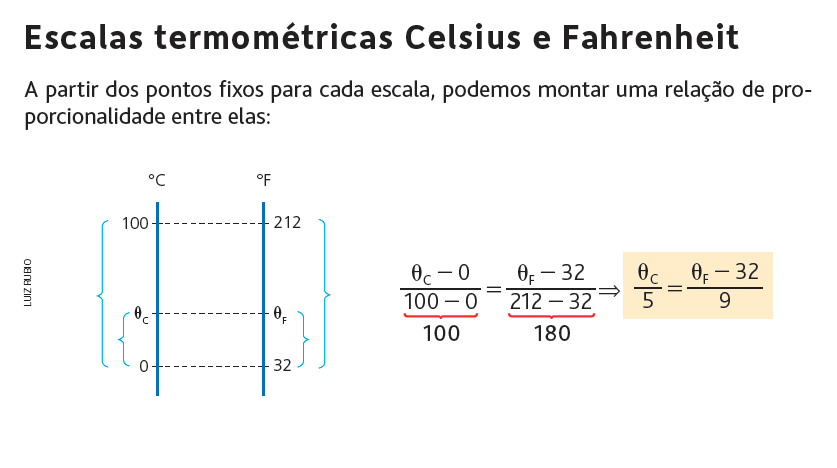 Escalas termométricas Celsius e Fahrenheit
A partir dos pontos fixos para cada escala, podemos montar uma relação de pro-
porcionalidade entre elas:
°C °F
100 212
θC θF
0 32
LUIZ RUBIO
θC − 0 / 100 − 0 = θF − 32 / 212 − 32 ⇒ θC / 5 = θF − 32 / 9
100 180